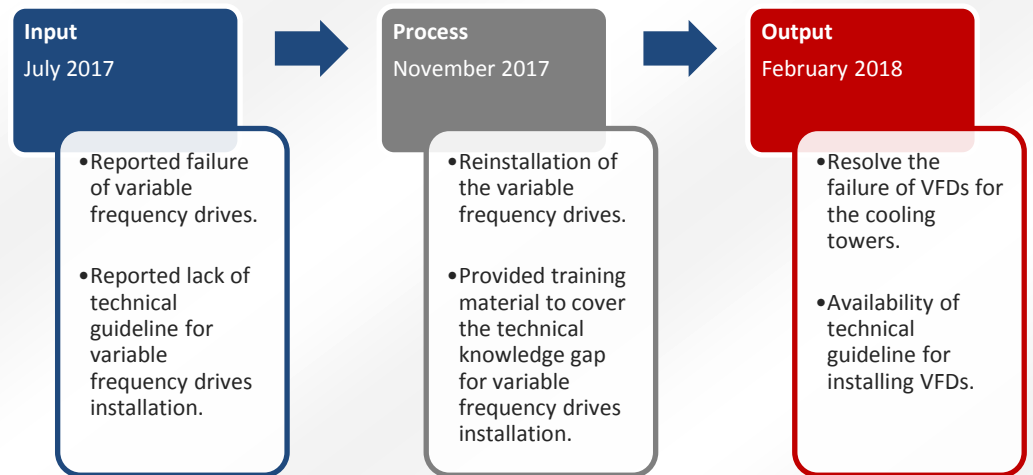 Input
July 2017
•Reported failure
of variable
frequency drives.
•Reported lack of
technical
guideline for
variable
frequency drives
installation.
Process
November 2017
•Reinstallation of
the variable
frequency drives.
•Provided training
material to cover
the technical
knowledge gap
for variable
frequency drives
installation.
Output
February 2018
•Resolve the
failure of VFDs for
the cooling
towers.
•Availability of
technical
guideline for
installing VFDs.